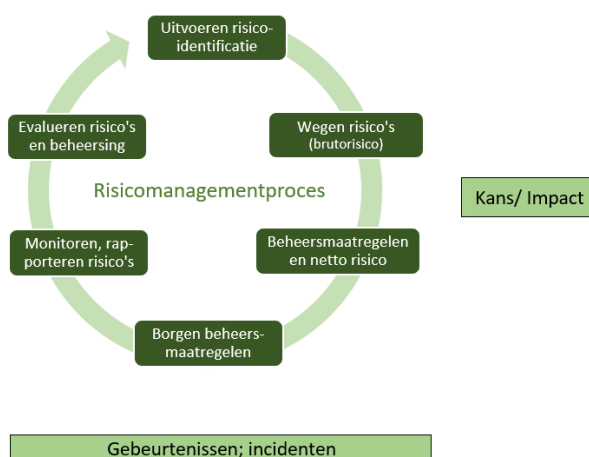 Uitvoeren risico-
identificatie
Wegen risico's
(brutorisico)
Beheersmaatregelen
en netto risico
Borgen beheers-
maatregelen
Monitoren, rap-
porteren risico's
Evalueren risico's
en beheersing
Risicomanagementproces
Kans/ Impact
Gebeurtenissen; incidenten